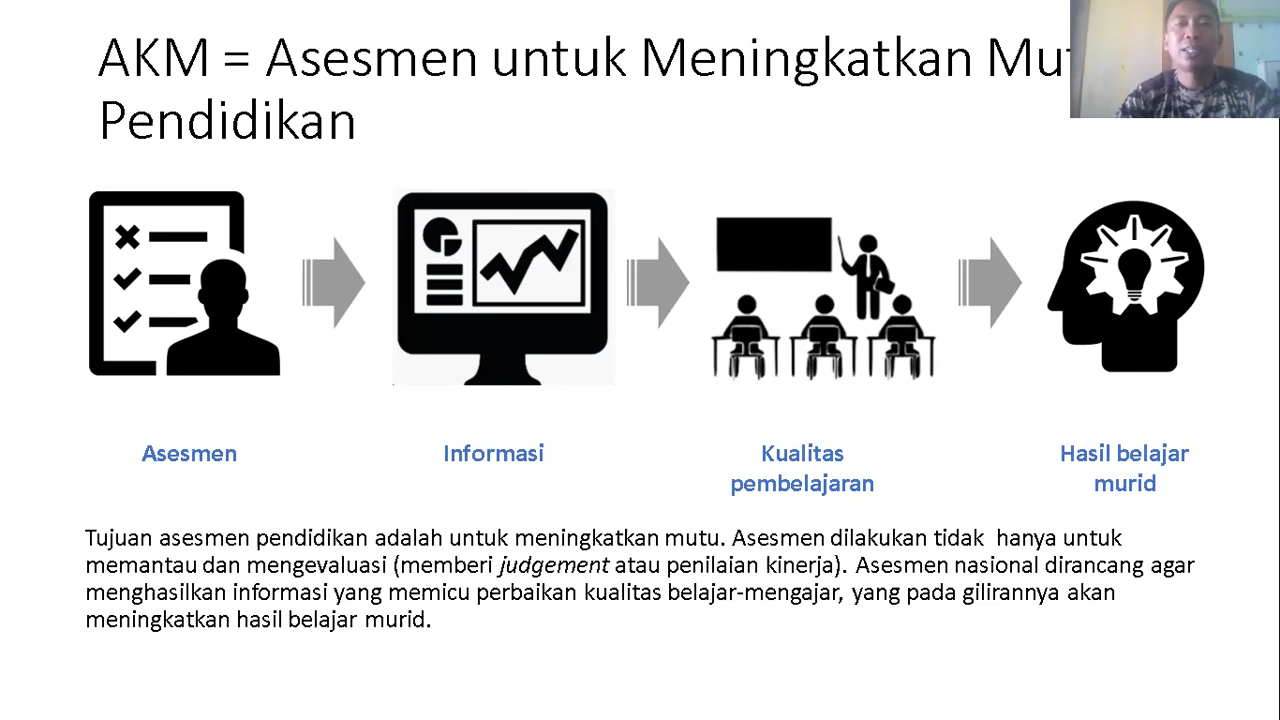 AKM = Asesmen untuk Meningkatkan
Pendidikan
Asesmen
Informasi
Kualitas
pembelajaran
Hasil belajar
murid
Tujuan asesmen pendidikan adalah untuk meningkatkan mutu. Asesmen dilakukan tidak hanya untuk
memantau dan mengevaluasi (memberi judgement atau penilaian kinerja). Asesmen nasional dirancang agar
menghasilkan informasi yang memicu perbaikan kualitas belajar-mengajar, yang pada gilirannya akan
meningkatkan hasil belajar murid.